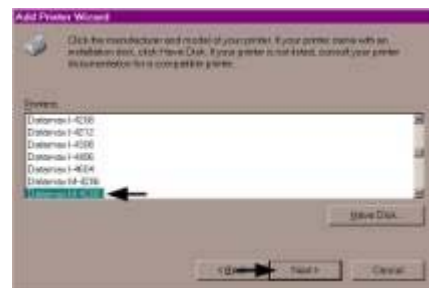 Add Printer Wizard
Click the manufacturer and model of your printer. If your printer came with an
installation disk, click Have Disk. If your printer is not listed, consult your printer
documentation for a compatible printer.
Printers:
Datamax I-4208
Datamax I-4212
Datamax I-4308
Datamax I-4406
Datamax I-4604
Datamax
Datamax
Have Disk...
Next >
Cancel